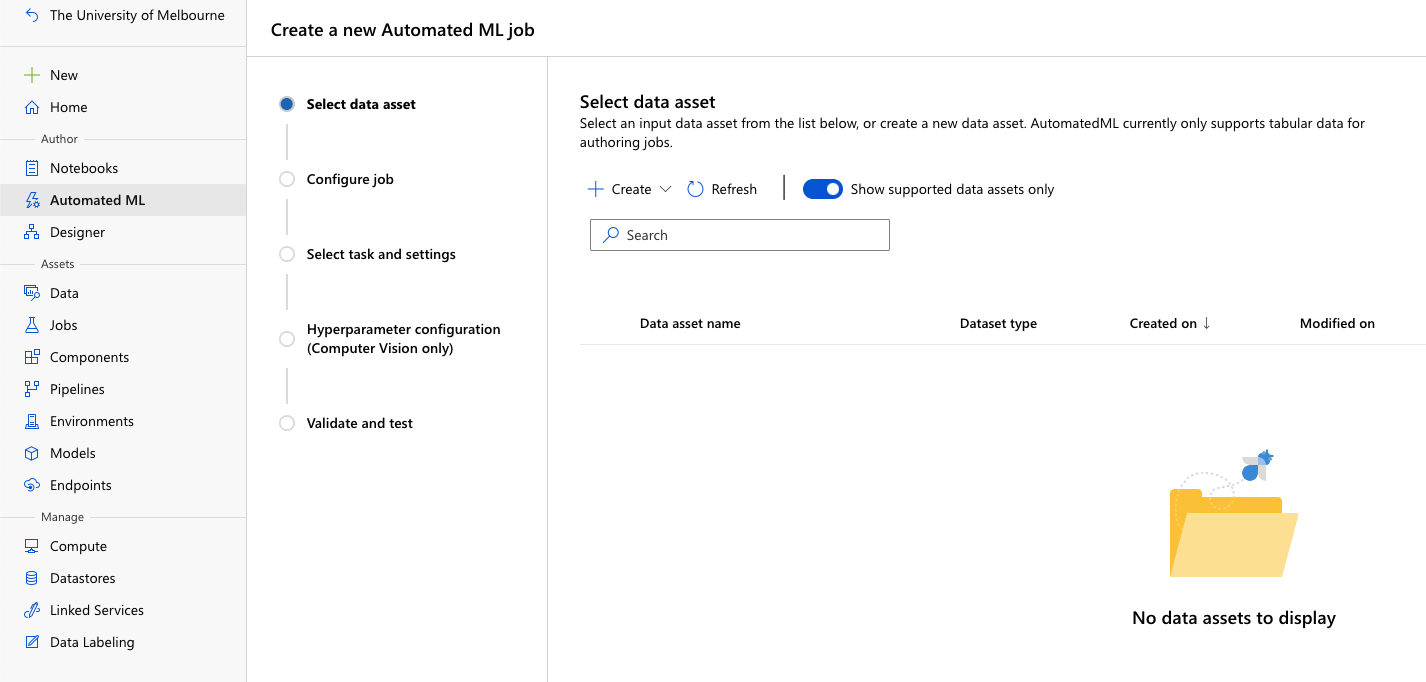 The University of Melbourne
New
Home
Author
Notebooks
Automated ML
Designer
Assets
Data
Jobs
Components
Pipelines
Environments
Models
Endpoints
Manage
Compute
Datastores
Linked Services
Data Labeling
Create a new Automated ML job
Select data asset
Configure job
Select task and settings
Hyperparameter configuration
(Computer Vision only)
Validate and test
Select data asset
Select an input data asset from the list below, or create a new data asset. AutomatedML currently only supports tabular data for
authoring jobs.
Create Refresh Show supported data assets only
Search
Data asset name Dataset type Created on ↓ Modified on
No data assets to display